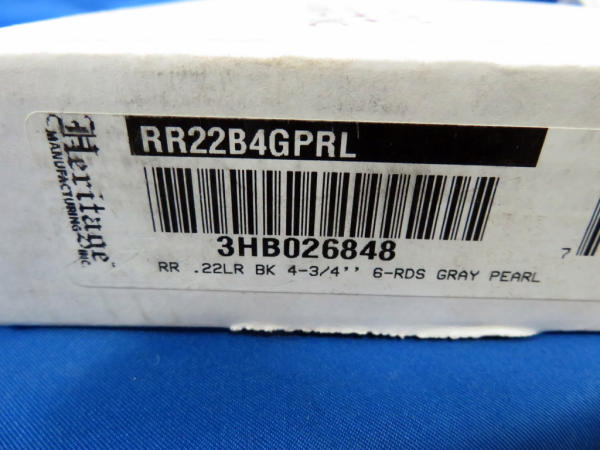 Heritage
MANUFACTURING INC.
RR22B4GPRL
3HB026848
7
RR .22LR BK 4-3/4'' 6-RDS GRAY PEARL